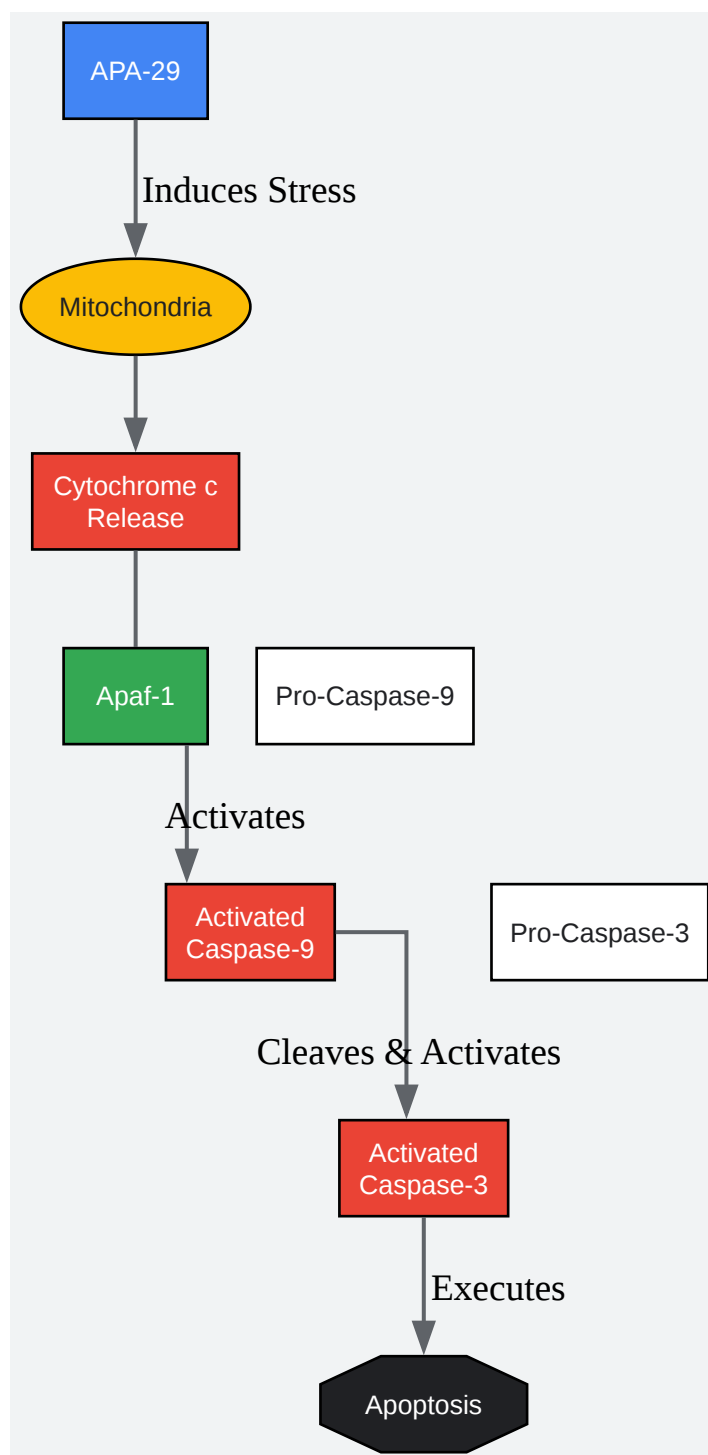 APA-29
Induces Stress
Mitochondria
Cytochrome c
Release
Apaf-1
Pro-Caspase-9
Activates
Activated
Caspase-9
Pro-Caspase-3
Cleaves & Activates
Activated
Caspase-3
Executes
Apoptosis